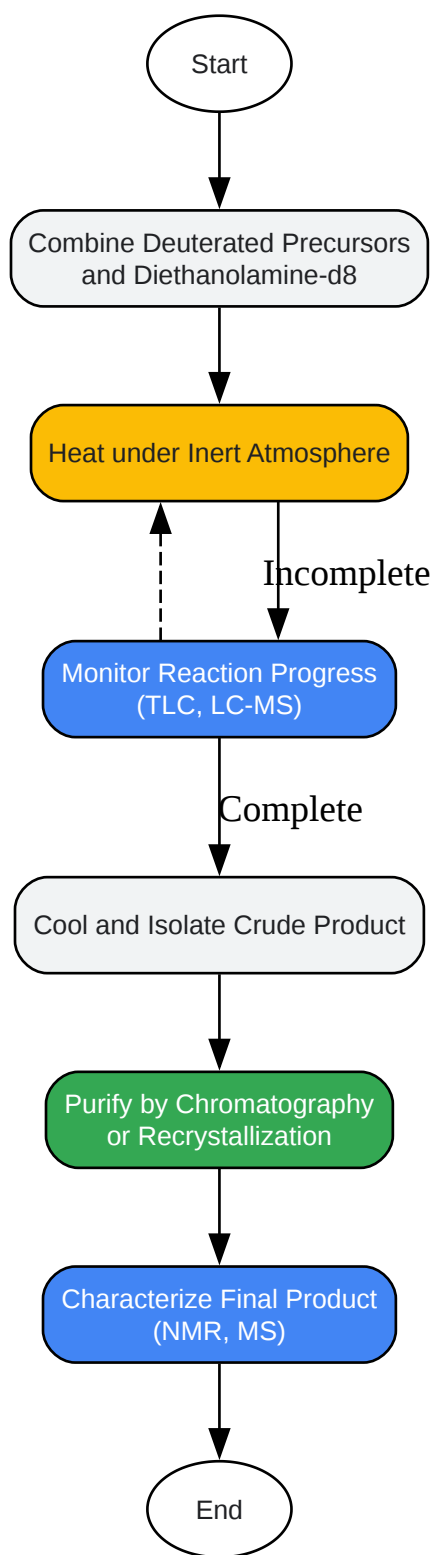 Start
Combine Deuterated Precursors
and Diethanolamine-d8
Heat under Inert Atmosphere
Incomplete
Monitor Reaction Progress
(TLC, LC-MS)
Complete
Cool and Isolate Crude Product
Purify by Chromatography
or Recrystallization
Characterize Final Product
(NMR, MS)
End